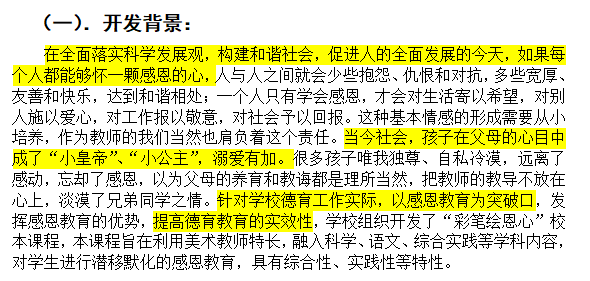 （一）．开发背景：
在全面落实科学发展观，构建和谐社会，促进人的全面发展的今天，如果每
个人都能够怀一颗感恩的心，人与人之间就会少些抱怨、仇恨和对抗，多些宽厚、
友善和快乐，达到和谐相处；一个人只有学会感恩，才会对生活寄以希望，对别
人施以爱心，对工作报以敬意，对社会予以回报。这种基本情感的形成需要从小
培养，作为教师的我们当然也肩负着这个责任。当今社会，孩子在父母的心目中
成了“小皇帝”、“小公主”，溺爱有加。很多孩子唯我独尊、自私冷漠，远离了
感动，忘却了感恩，以为父母的养育和教诲都是理所当然，把教师的教导不放在
心上，淡漠了兄弟同学之情。针对学校德育工作实际，以感恩教育为突破口，发
挥感恩教育的优势，提高德育教育的实效性，学校组织开发了“彩笔绘恩心”校
本课程，本课程旨在利用美术教师特长，融入科学、语文、综合实践等学科内容，
对学生进行潜移默化的感恩教育，具有综合性、实践性等特性。